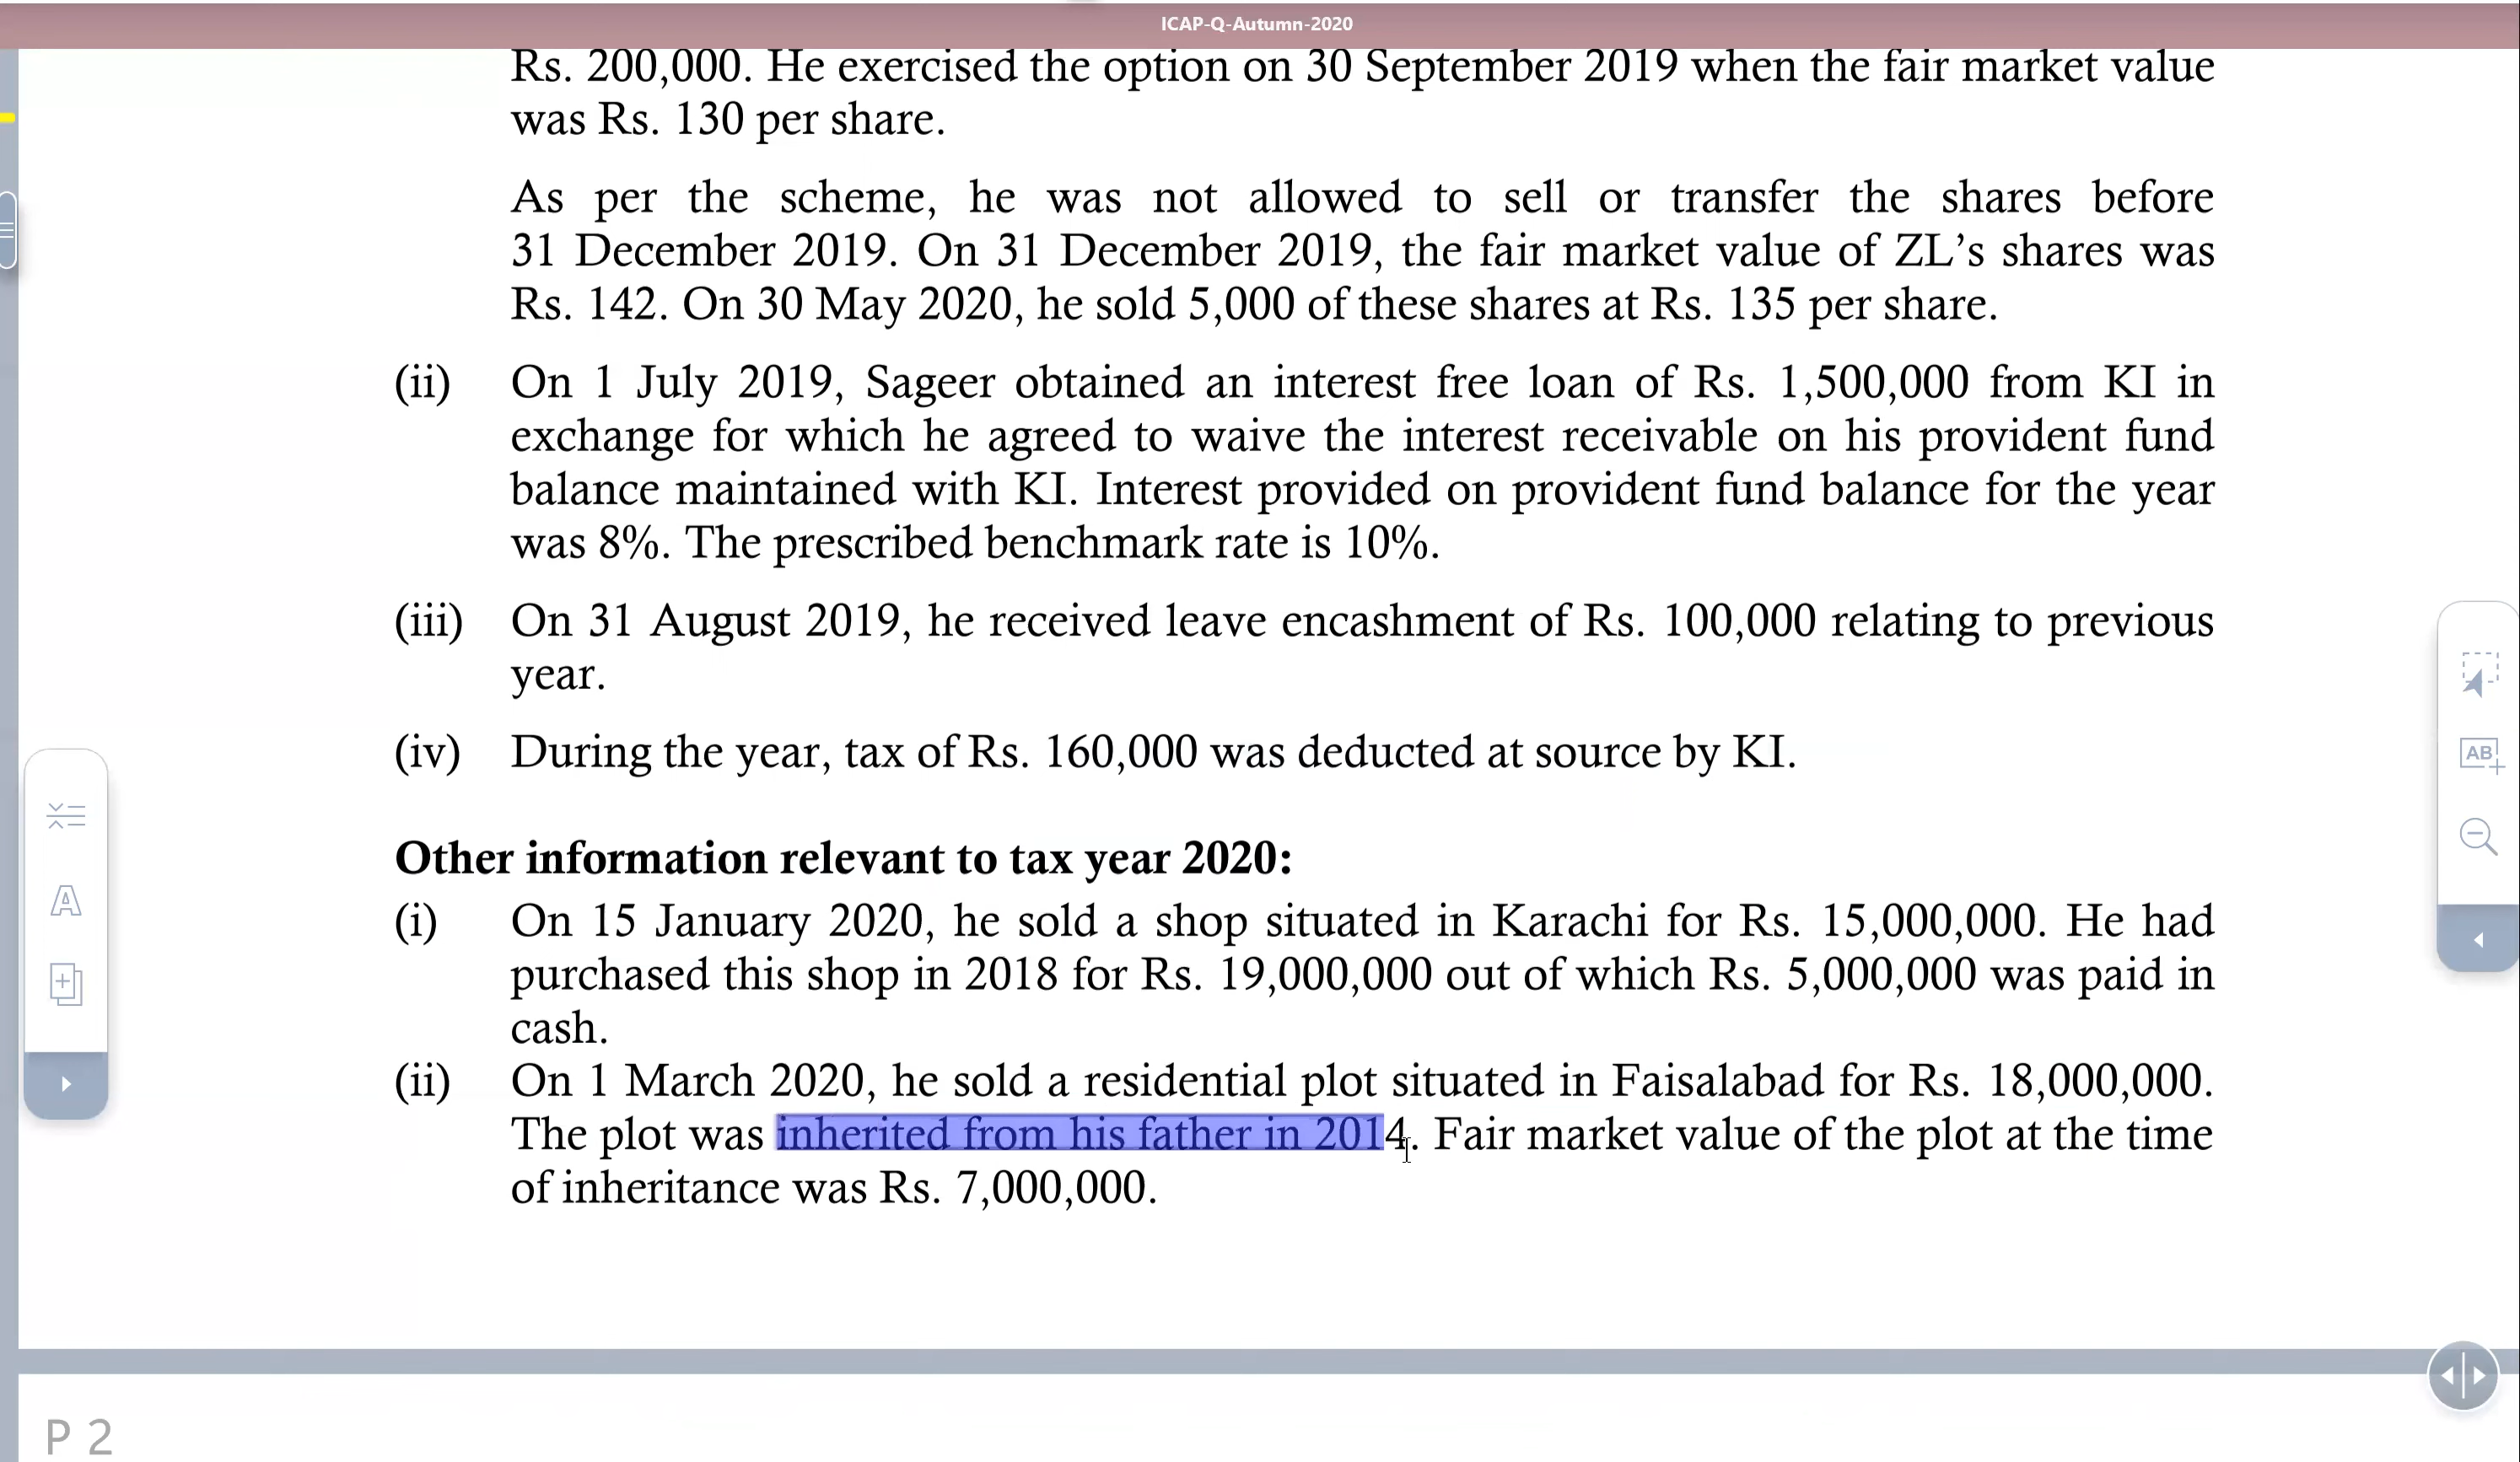 ICAP-Q-Autumn-2020
Rs. 200,000. He exercised the option on 30 September 2019 when the fair market value
was Rs. 130 per share.
As per the scheme, he was not allowed to sell or transfer the shares before
31 December 2019. On 31 December 2019, the fair market value of ZL’s shares was
Rs. 142. On 30 May 2020, he sold 5,000 of these shares at Rs. 135 per share.
(ii) On 1 July 2019, Sageer obtained an interest free loan of Rs. 1,500,000 from KI in
exchange for which he agreed to waive the interest receivable on his provident fund
balance maintained with KI. Interest provided on provident fund balance for the year
was 8%. The prescribed benchmark rate is 10%.
(iii) On 31 August 2019, he received leave encashment of Rs. 100,000 relating to previous
year.
(iv) During the year, tax of Rs. 160,000 was deducted at source by KI.
Other information relevant to tax year 2020:
(i) On 15 January 2020, he sold a shop situated in Karachi for Rs. 15,000,000. He had
purchased this shop in 2018 for Rs. 19,000,000 out of which Rs. 5,000,000 was paid in
cash.
(ii) On 1 March 2020, he sold a residential plot situated in Faisalabad for Rs. 18,000,000.
The plot was inherited from his father in 2014. Fair market value of the plot at the time
of inheritance was Rs. 7,000,000.
A
AB
P 2